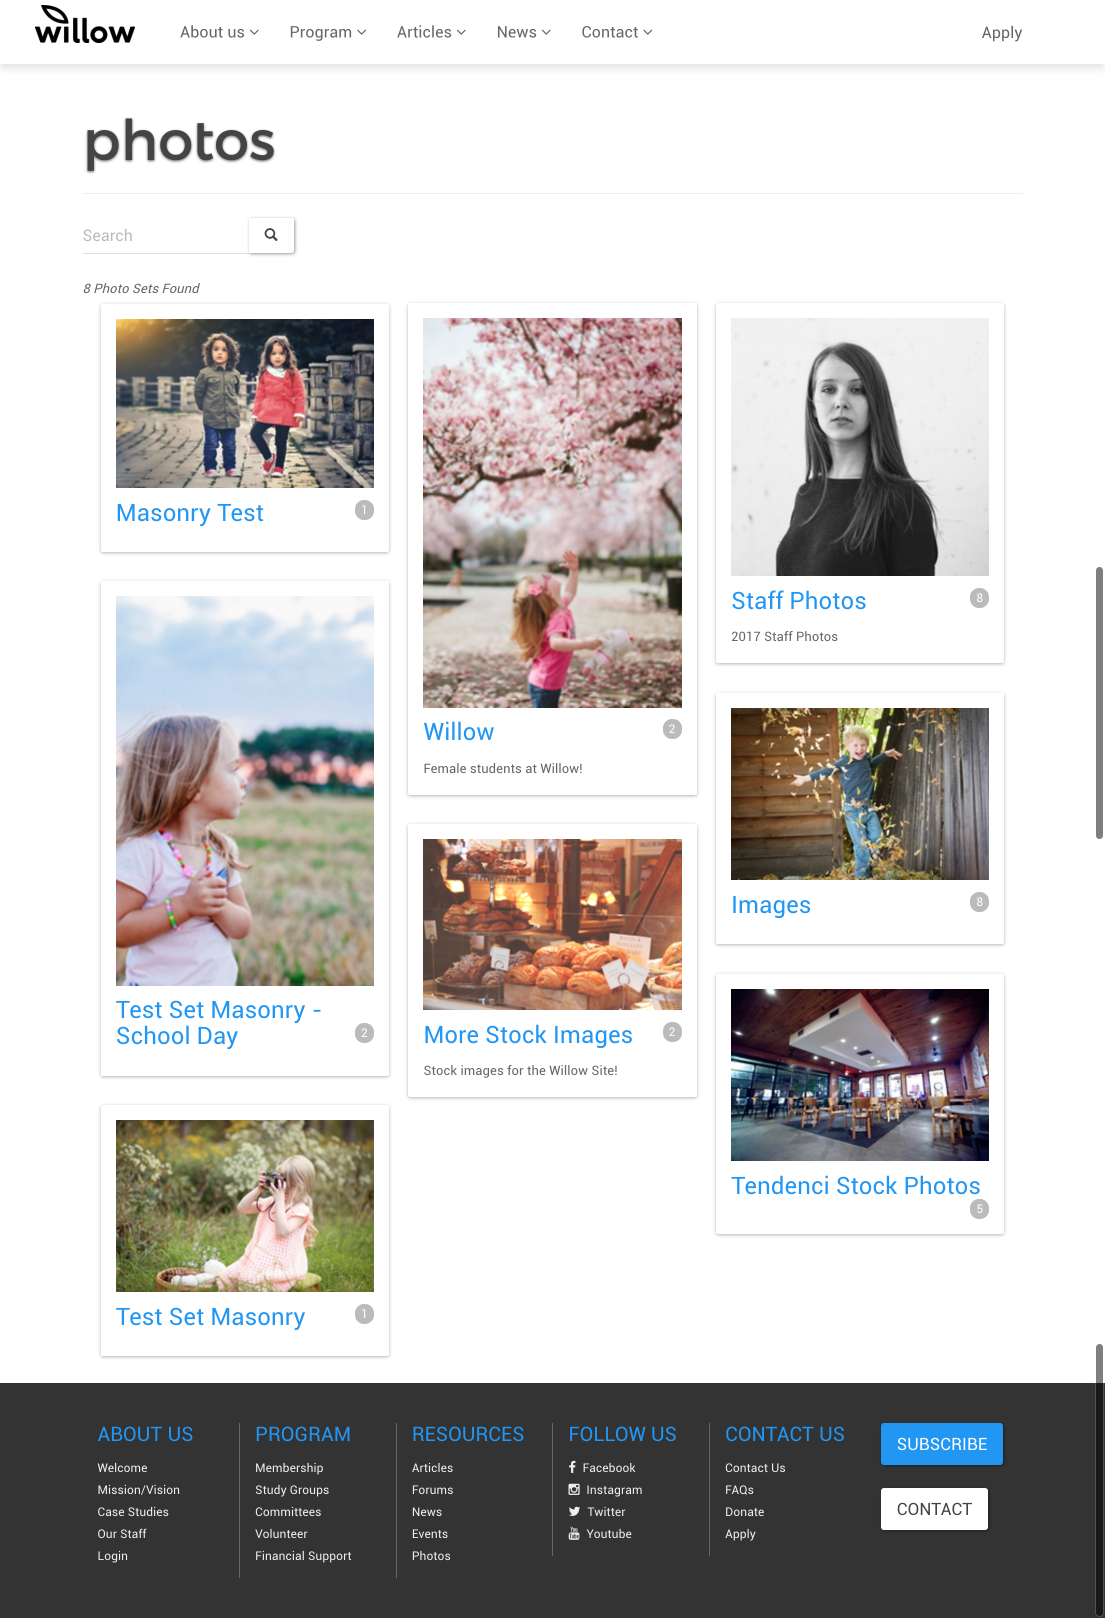 willow
About us
Program
Articles
News
Contact
Apply
photos
Search
8 Photo Sets Found
Masonry Test
1
Test Set Masonry -
School Day
2
Test Set Masonry
1
Willow
2
Female students at Willow!
More Stock Images
2
Stock images for the Willow Site!
Staff Photos
8
2017 Staff Photos
Images
8
Tendenci Stock Photos
5
ABOUT US
Welcome
Mission/Vision
Case Studies
Our Staff
Login
PROGRAM
Membership
Study Groups
Committees
Volunteer
Financial Support
RESOURCES
Articles
Forums
News
Events
Photos
FOLLOW US
Facebook
Instagram
Twitter
Youtube
CONTACT US
Contact Us
FAQs
Donate
Apply
SUBSCRIBE
CONTACT